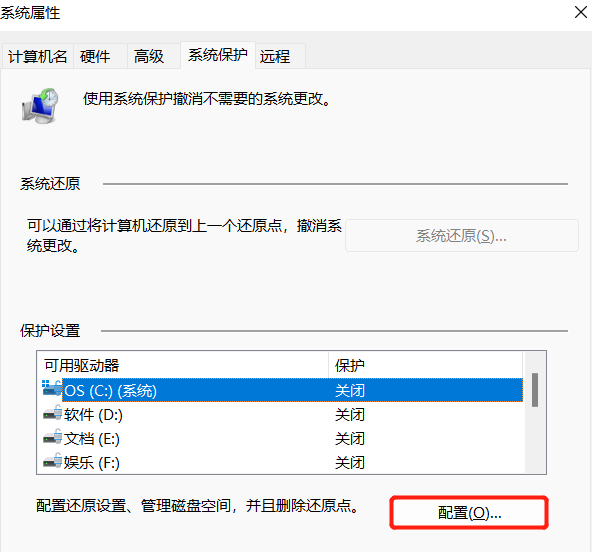 系统属性
计算机名 硬件 高级 系统保护 远程
使用系统保护撤消不需要的系统更改。
系统还原
可以通过将计算机还原到上一个还原点，撤消系
统更改。
系统还原(S)...
保护设置
可用驱动器 保护
OS (C:) (系统) 关闭
软件 (D:) 关闭
文档 (E:) 关闭
娱乐 (F:) 关闭
配置还原设置、管理磁盘空间，并且删除还原点。
配置(O)...